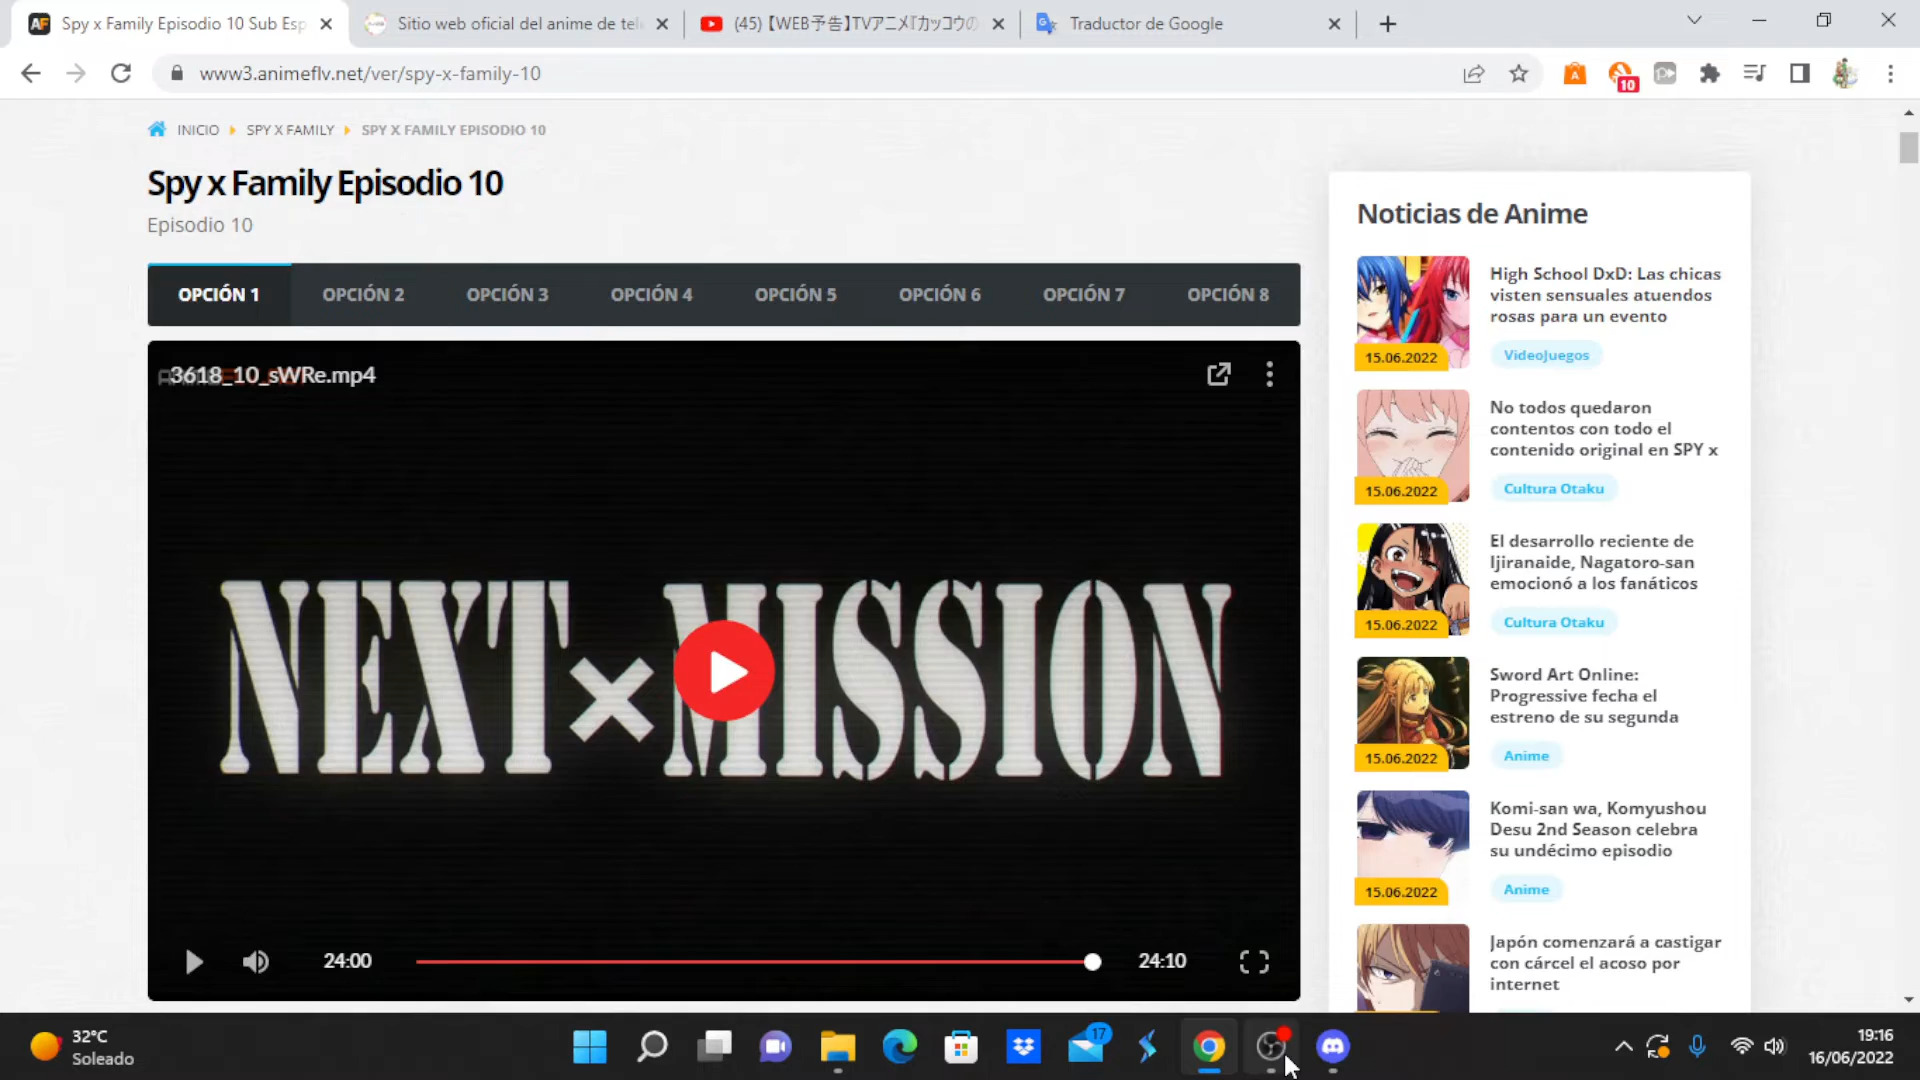 Spy x Family Episodio 10 Sub Esp
Sitio web oficial del anime de tele
(45) 【WEB予告】TVアニメ『カッコウの
Traductor de Google
www3.animeflv.net/ver/spy-x-family-10
10
INICIO
SPY X FAMILY
SPY X FAMILY EPISODIO 10
Spy x Family Episodio 10
Episodio 10
OPCIÓN 1
OPCIÓN 2
OPCIÓN 3
OPCIÓN 4
OPCIÓN 5
OPCIÓN 6
OPCIÓN 7
OPCIÓN 8
3618_10_sWRe.mp4
NEXT×MISSION
24:00
24:10
Noticias de Anime
High School DxD: Las chicas
visten sensuales atuendos
rosas para un evento
VideoJuegos
15.06.2022
No todos quedaron
contentos con todo el
contenido original en SPY x
Cultura Otaku
15.06.2022
El desarrollo reciente de
Ijiranaide, Nagatoro-san
emocionó a los fanáticos
Cultura Otaku
15.06.2022
Sword Art Online:
Progressive fecha el
estreno de su segunda
Anime
15.06.2022
Komi-san wa, Komyushou
Desu 2nd Season celebra
su undécimo episodio
Anime
15.06.2022
Japón comenzará a castigar
con cárcel el acoso por
internet
32°C
Soleado
17
19:16
16/06/2022